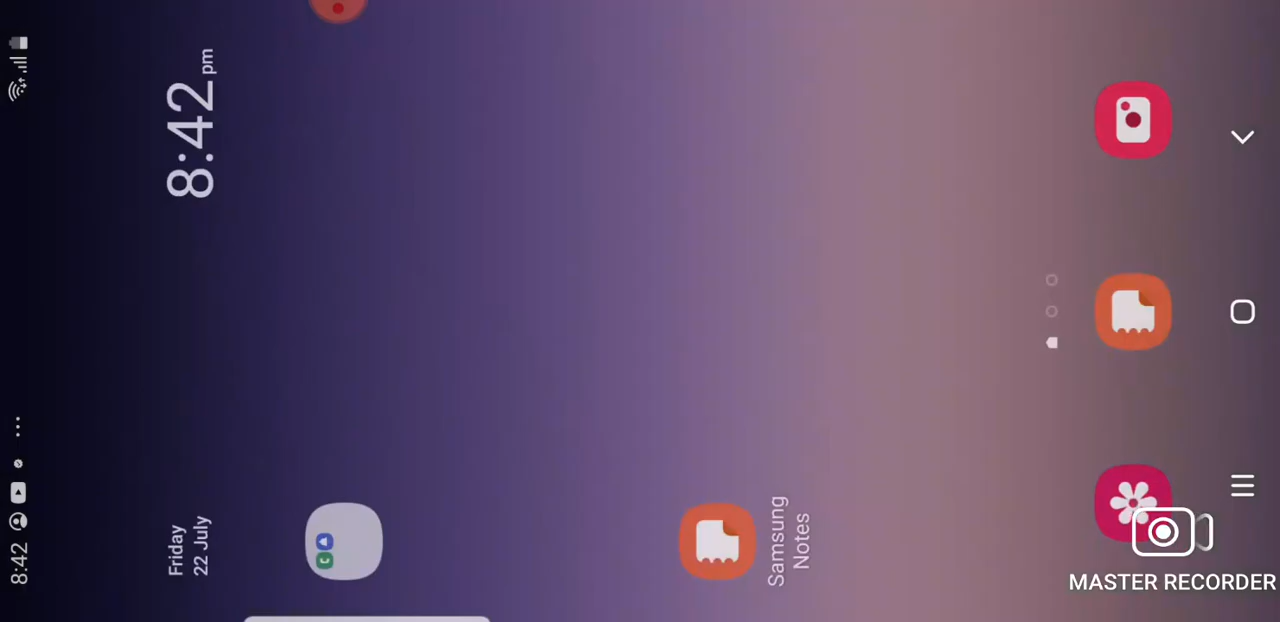 8:42
8:42 pm
Friday
22 July
Samsung
Notes
MASTER RECORDER